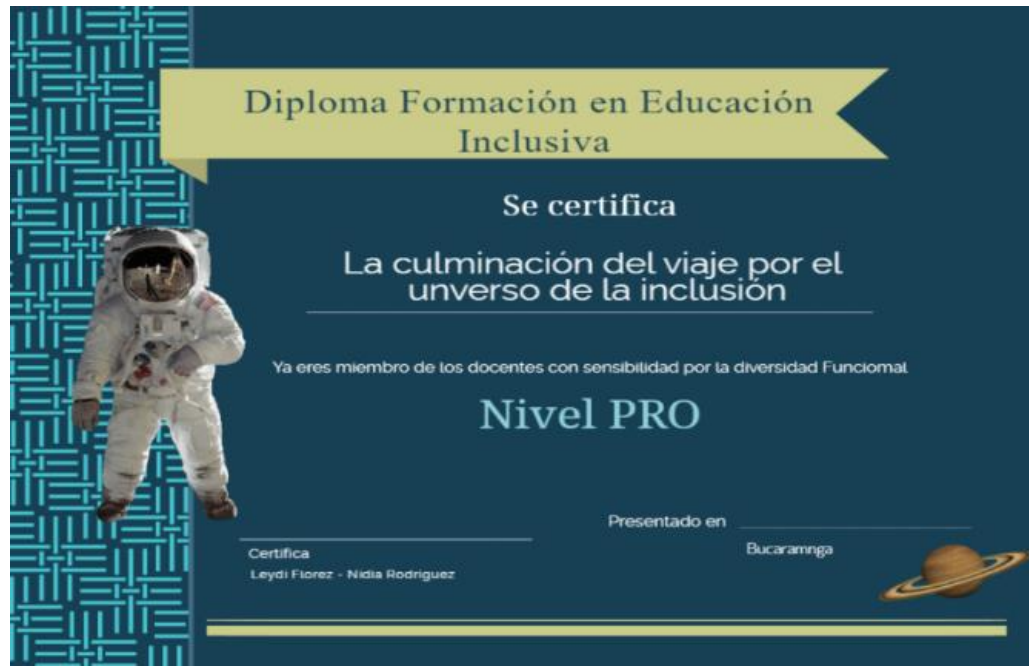 Diploma Formación en Educación
Inclusiva
Se certifica
La culminación del viaje por el
unverso de la inclusión
Ya eres miembro de los docentes con sensibilidad por la diversidad Funciomal
Nivel PRO
Presentado en
Bucaramnga
Certifica
Leydi Florez - Nidia Rodriguez